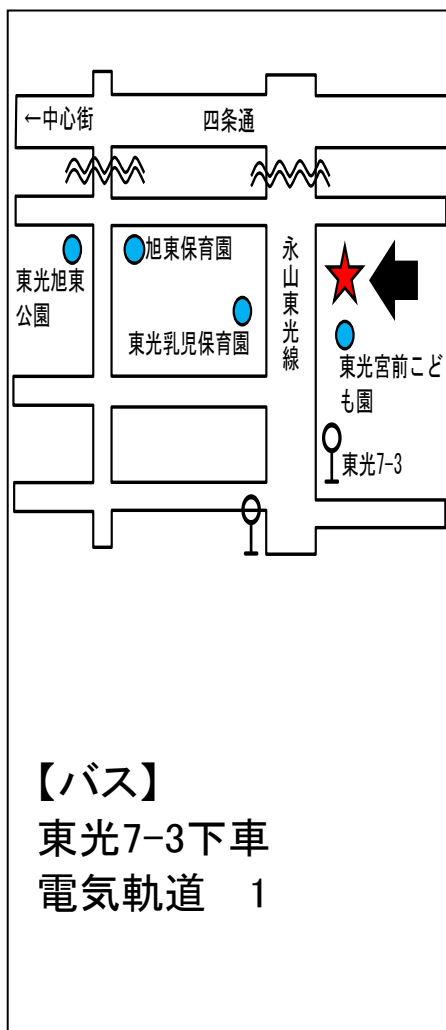 ←中心街
四条通
旭東保育園
東光旭東
公園
東光乳児保育園
永山東光線
東光宮前こど
も園
東光7-3
【バス】
東光7-3下車
電気軌道　1